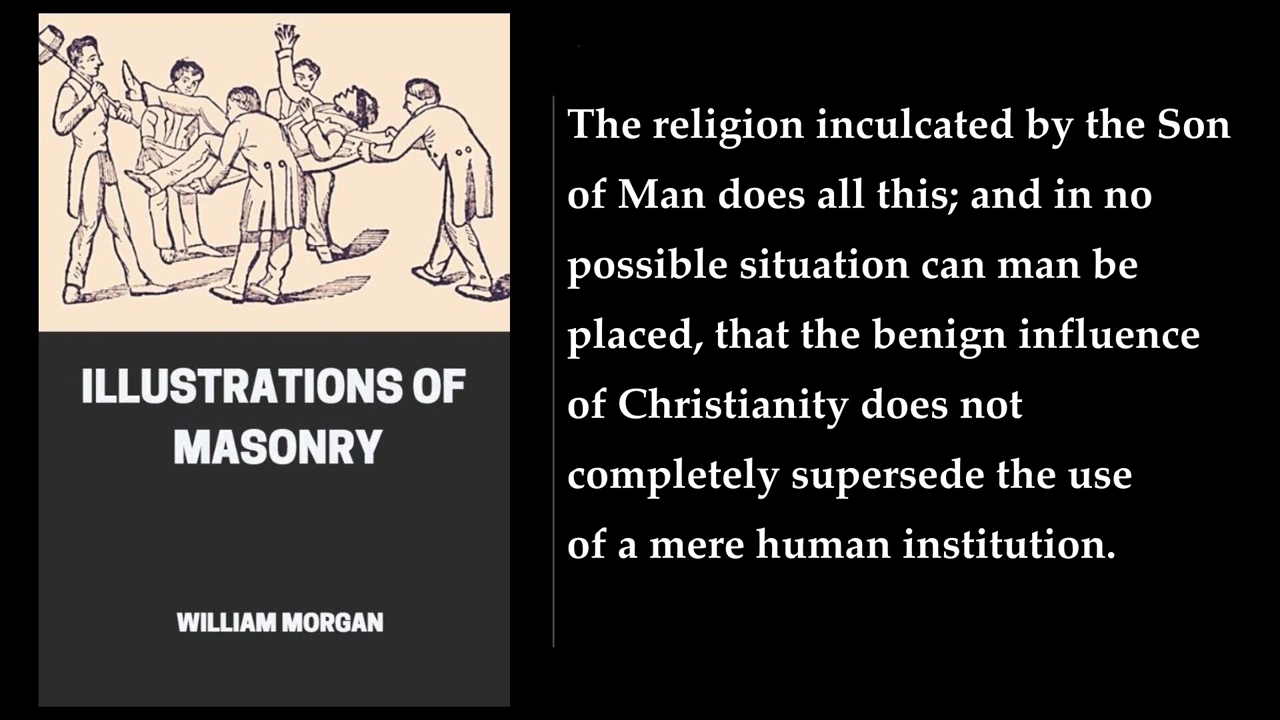 ILLUSTRATIONS OF
MASONRY
WILLIAM MORGAN
The religion inculcated by the Son
of Man does all this; and in no
possible situation can man be
placed, that the benign influence
of Christianity does not
completely supersede the use
of a mere human institution.